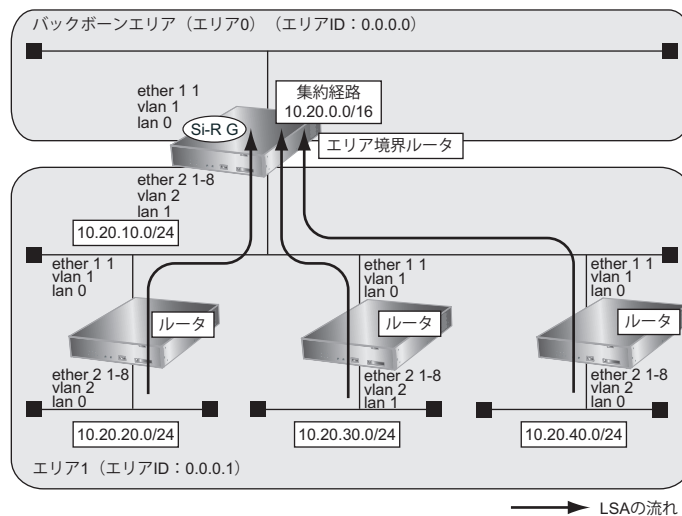 バックボーンエリア（エリア0）（エリアID：0.0.0.0）
ether 1 1
vlan 1
lan 0
集約経路
10.20.0.0/16
Si-R G
エリア境界ルータ
ether 2 1-8
vlan 2
lan 1
10.20.10.0/24
ether 1 1
vlan 1
lan 0
ether 1 1
vlan 1
lan 0
ether 1 1
vlan 1
lan 0
ルータ
ルータ
ルータ
ether 2 1-8
vlan 2
lan 0
ether 2 1-8
vlan 2
lan 1
ether 2 1-8
vlan 2
lan 0
10.20.20.0/24
10.20.30.0/24
10.20.40.0/24
エリア1（エリアID：0.0.0.1）
LSAの流れ